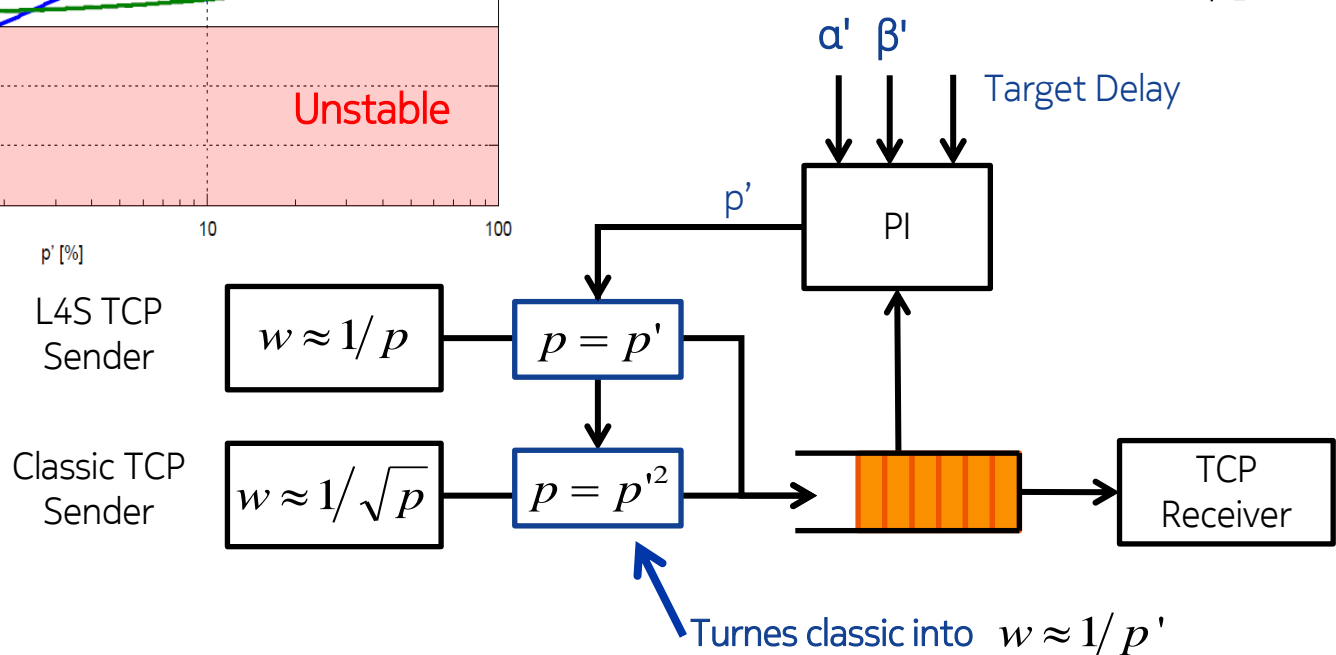 Unstable
10
100
p' [%]
α' β'
Target Delay
p'
PI
L4S TCP
Sender
w ≈ 1/ p
p = p'
Classic TCP
Sender
w ≈ 1/ √p
p = p'²
TCP
Receiver
Turnes classic into w ≈ 1/ p'